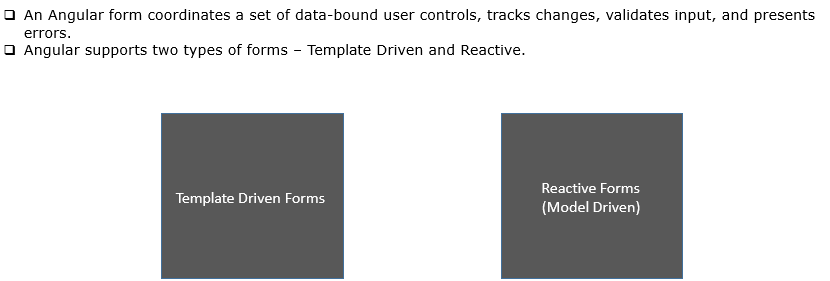 ❑ An Angular form coordinates a set of data-bound user controls, tracks changes, validates input, and presents
errors.
❑ Angular supports two types of forms – Template Driven and Reactive.
Template Driven Forms
Reactive Forms
(Model Driven)